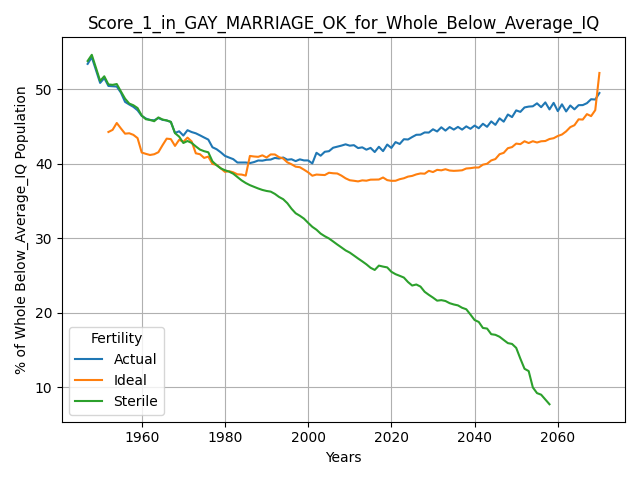 Score_1_in_GAY_MARRIAGE_OK_for_Whole_Below_Average_IQ
% of Whole Below_Average_IQ Population
50
40
30
20
10
Fertility
Actual
Ideal
Sterile
1960
1980
2000
2020
2040
2060
Years